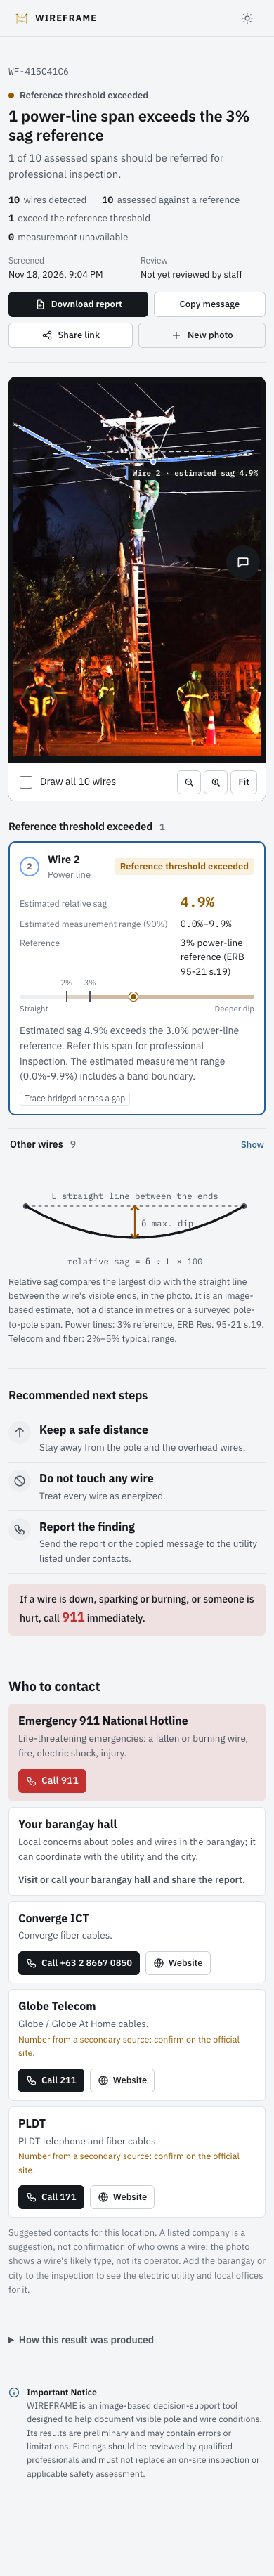 WIREFRAME
WF-415C41C6
Reference threshold exceeded
1 power-line span exceeds the 3%
sag reference
1 of 10 assessed spans should be referred for
professional inspection.
10 wires detected 10 assessed against a reference
1 exceed the reference threshold
0 measurement unavailable
Screened Review
Nov 18, 2026, 9:04 PM Not yet reviewed by staff
Download report Copy message
Share link + New photo
2
Wire 2 · estimated sag 4.9%
Draw all 10 wires Fit
Reference threshold exceeded 1
2 Wire 2 Reference threshold exceeded
Power line
Estimated relative sag 4.9%
Estimated measurement range (90%) 0.0%–9.9%
Reference 3% power-line
reference (ERB
95-21 s.19)
2% 3%
Straight Deeper dip
Estimated sag 4.9% exceeds the 3.0% power-line
reference. Refer this span for professional
inspection. The estimated measurement range
(0.0%-9.9%) includes a band boundary.
Trace bridged across a gap
Other wires 9 Show
L straight line between the ends
δ max. dip
relative sag = δ ÷ L × 100
Relative sag compares the largest dip with the straight line
between the wire's visible ends, in the photo. It is an image-
based estimate, not a distance in metres or a surveyed pole-
to-pole span. Power lines: 3% reference, ERB Res. 95-21 s.19.
Telecom and fiber: 2%–5% typical range.
Recommended next steps
Keep a safe distance
Stay away from the pole and the overhead wires.
Do not touch any wire
Treat every wire as energized.
Report the finding
Send the report or the copied message to the utility
listed under contacts.
If a wire is down, sparking or burning, or someone is
hurt, call 911 immediately.
Who to contact
Emergency 911 National Hotline
Life-threatening emergencies: a fallen or burning wire,
fire, electric shock, injury.
Call 911
Your barangay hall
Local concerns about poles and wires in the barangay; it
can coordinate with the utility and the city.
Visit or call your barangay hall and share the report.
Converge ICT
Converge fiber cables.
Call +63 2 8667 0850 Website
Globe Telecom
Globe / Globe At Home cables.
Number from a secondary source: confirm on the official
site.
Call 211 Website
PLDT
PLDT telephone and fiber cables.
Number from a secondary source: confirm on the official
site.
Call 171 Website
Suggested contacts for this location. A listed company is a
suggestion, not confirmation of who owns a wire: the photo
shows a wire's likely type, not its operator. Add the barangay or
city to the inspection to see the electric utility and local offices
for it.
How this result was produced
Important Notice
WIREFRAME is an image-based decision-support tool
designed to help document visible pole and wire conditions.
Its results are preliminary and may contain errors or
limitations. Findings should be reviewed by qualified
professionals and must not replace an on-site inspection or
applicable safety assessment.